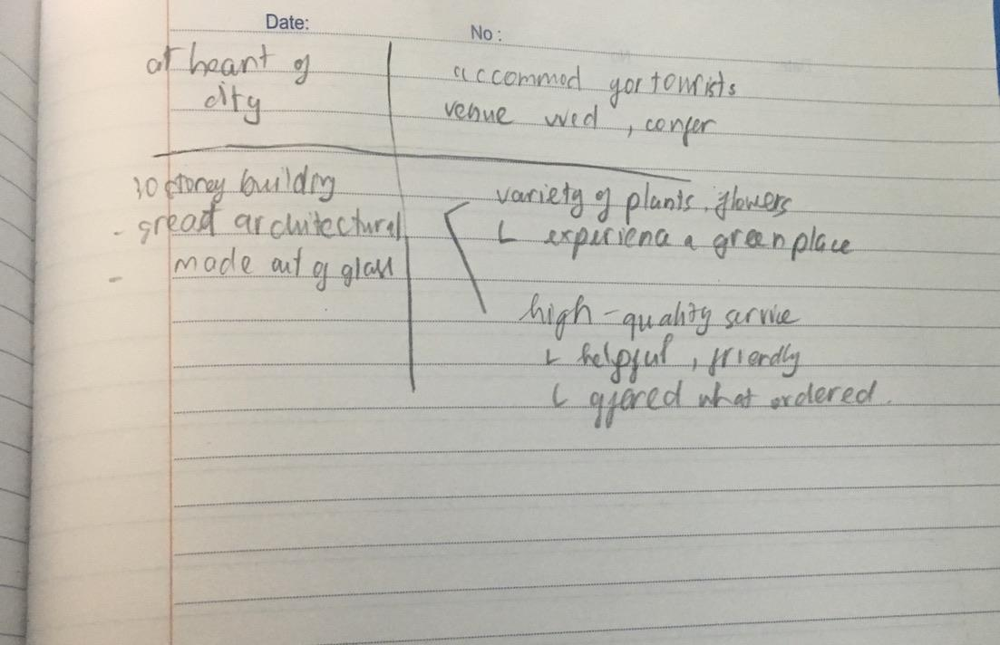 Date:
No:
at heart of
city
accommod for tourists
venue wed, confer
10 storey building
- great architectural
- made out of glass
variety of plants, flowers
└ experience a green place
high-quality service
└ helpful, friendly
└ offered what ordered.